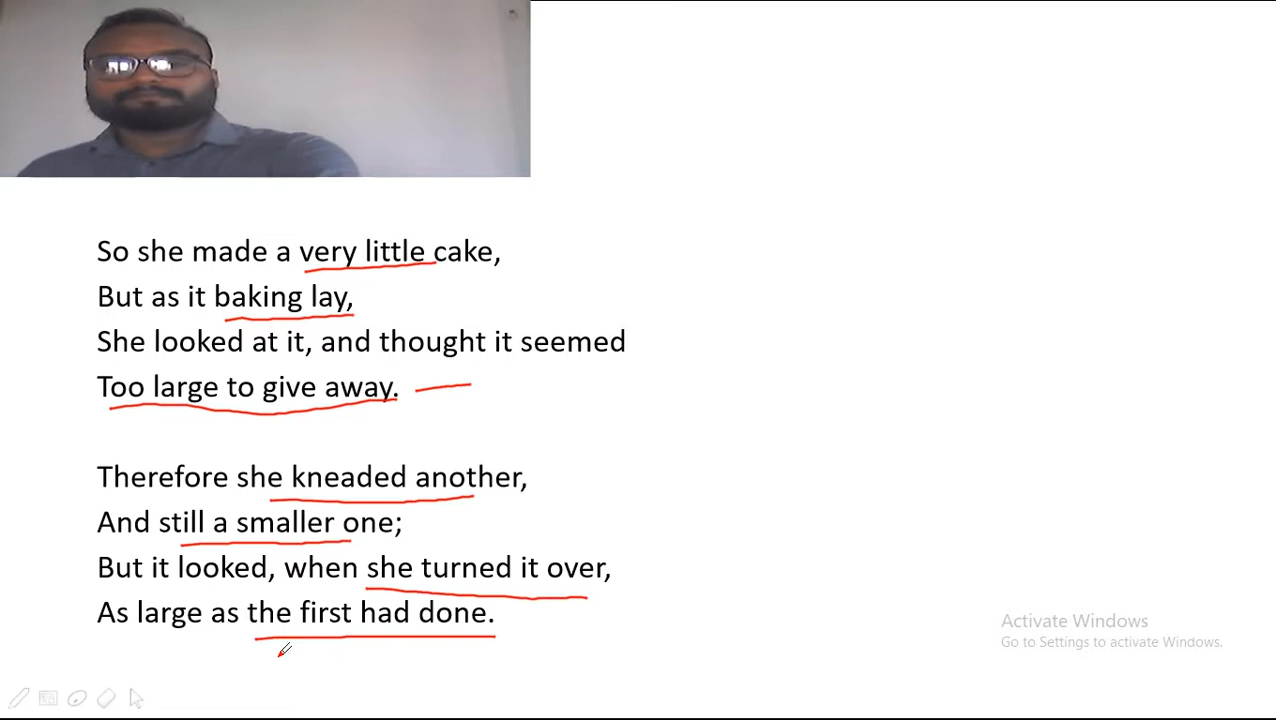 So she made a very little cake,
But as it baking lay,
She looked at it, and thought it seemed
Too large to give away.
Therefore she kneaded another,
And still a smaller one;
But it looked, when she turned it over,
As large as the first had done.
Activate Windows
Go to Settings to activate Windows.